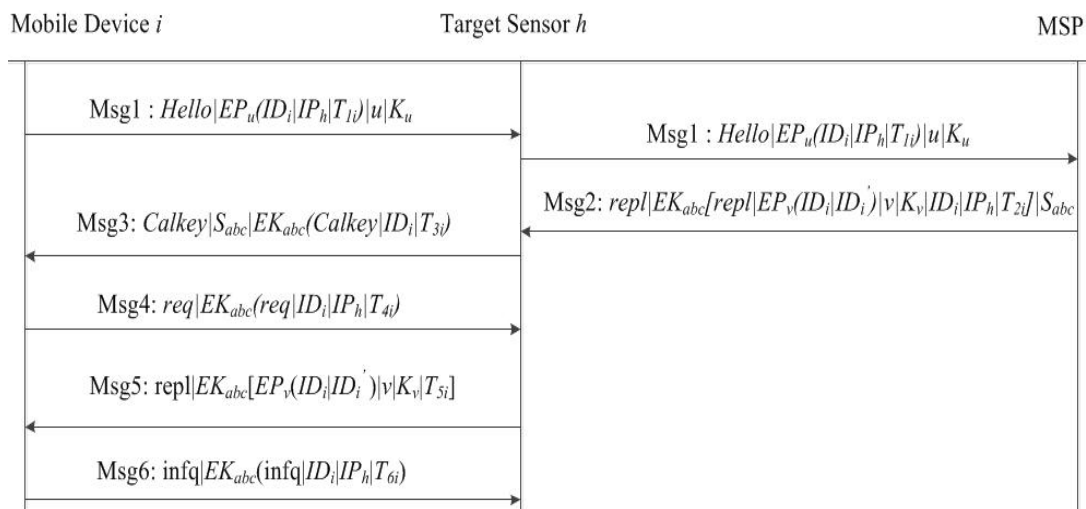 Mobile Device i Target Sensor h MSP
Msg1 : Hello|EPu(IDi|IPh|T1i)|u|Ku
Msg1 : Hello|EPu(IDi|IPh|T1i)|u|Ku
Msg2: repl|EKabc[repl|EPv(IDi|IDi')|v|Kv|IDi|IPh|T2i]|Sabc
Msg3: Calkey|Sabc|EKabc(Calkey|IDi|T3i)
Msg4: req|EKabc(req|IDi|IPh|T4i)
Msg5: repl|EKabc[EPv(IDi|IDi')|v|Kv|T5i]
Msg6: infq|EKabc(infq|IDi|IPh|T6i)